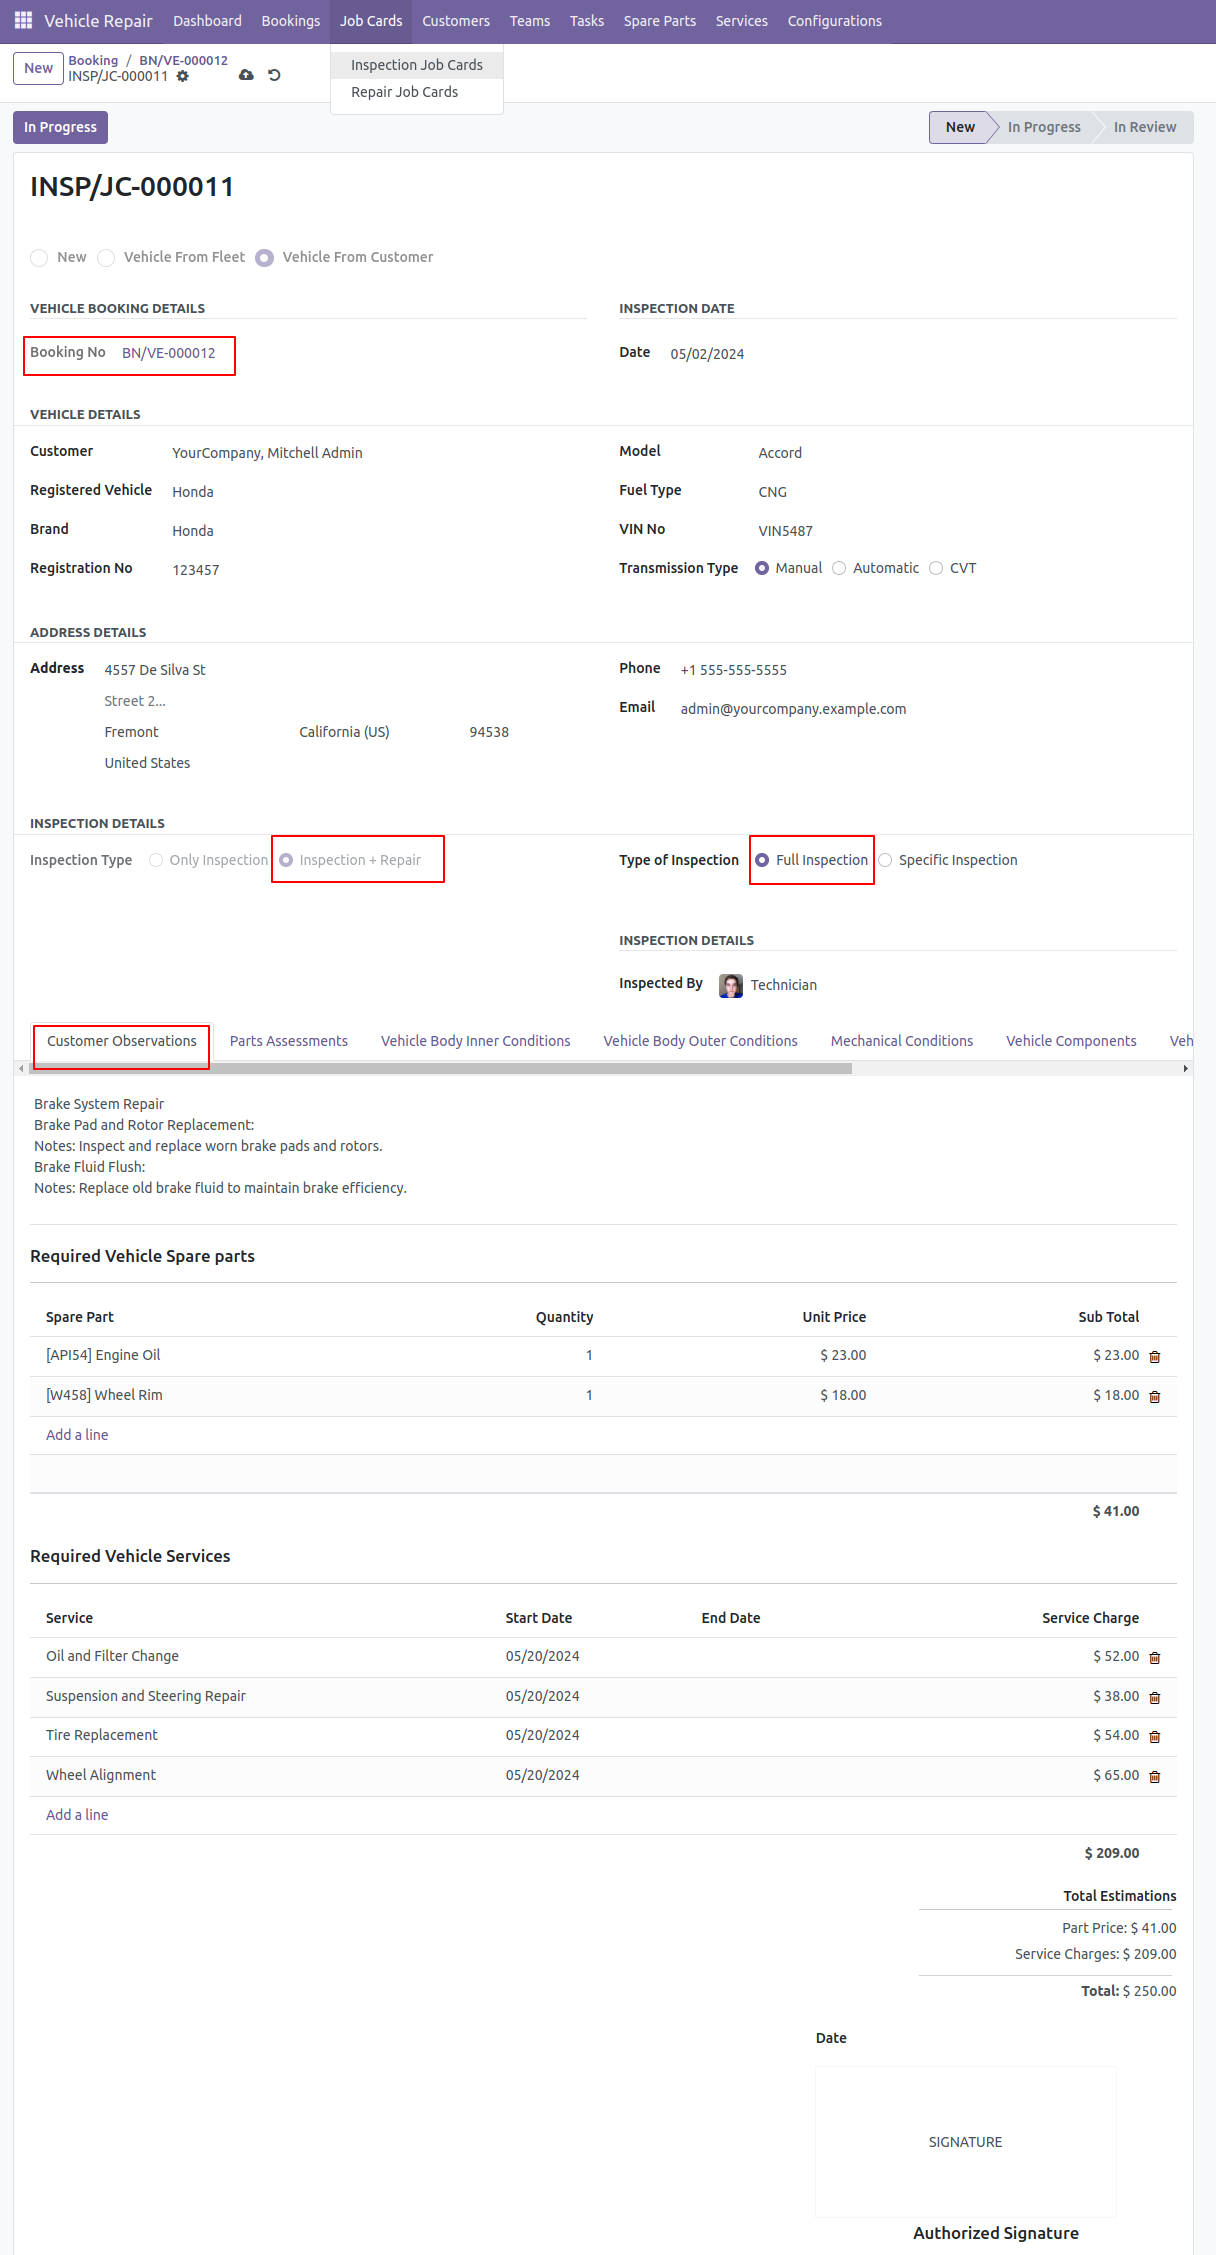 Vehicle Repair Dashboard Bookings Job Cards Customers Teams Tasks Spare Parts Services Configurations
New Booking / BN/VE-000012
INSP/JC-000011
Inspection Job Cards
Repair Job Cards
In Progress New In Progress In Review
INSP/JC-000011
New Vehicle From Fleet Vehicle From Customer
VEHICLE BOOKING DETAILS INSPECTION DATE
Booking No BN/VE-000012 Date 05/02/2024
VEHICLE DETAILS
Customer YourCompany, Mitchell Admin Model Accord
Registered Vehicle Honda Fuel Type CNG
Brand Honda VIN No VIN5487
Registration No 123457 Transmission Type Manual Automatic CVT
ADDRESS DETAILS
Address 4557 De Silva St Phone +1 555-555-5555
Street 2...
Email admin@yourcompany.example.com
Fremont California (US) 94538
United States
INSPECTION DETAILS
Inspection Type Only Inspection Inspection + Repair Type of Inspection Full Inspection Specific Inspection
INSPECTION DETAILS
Inspected By Technician
Customer Observations Parts Assessments Vehicle Body Inner Conditions Vehicle Body Outer Conditions Mechanical Conditions Vehicle Components Veh
Brake System Repair
Brake Pad and Rotor Replacement:
Notes: Inspect and replace worn brake pads and rotors.
Brake Fluid Flush:
Notes: Replace old brake fluid to maintain brake efficiency.
Required Vehicle Spare parts
Spare Part Quantity Unit Price Sub Total
[API54] Engine Oil 1 $ 23.00 $ 23.00
[W458] Wheel Rim 1 $ 18.00 $ 18.00
Add a line
$ 41.00
Required Vehicle Services
Service Start Date End Date Service Charge
Oil and Filter Change 05/20/2024 $ 52.00
Suspension and Steering Repair 05/20/2024 $ 38.00
Tire Replacement 05/20/2024 $ 54.00
Wheel Alignment 05/20/2024 $ 65.00
Add a line
$ 209.00
Total Estimations
Part Price: $ 41.00
Service Charges: $ 209.00
Total: $ 250.00
Date
SIGNATURE
Authorized Signature